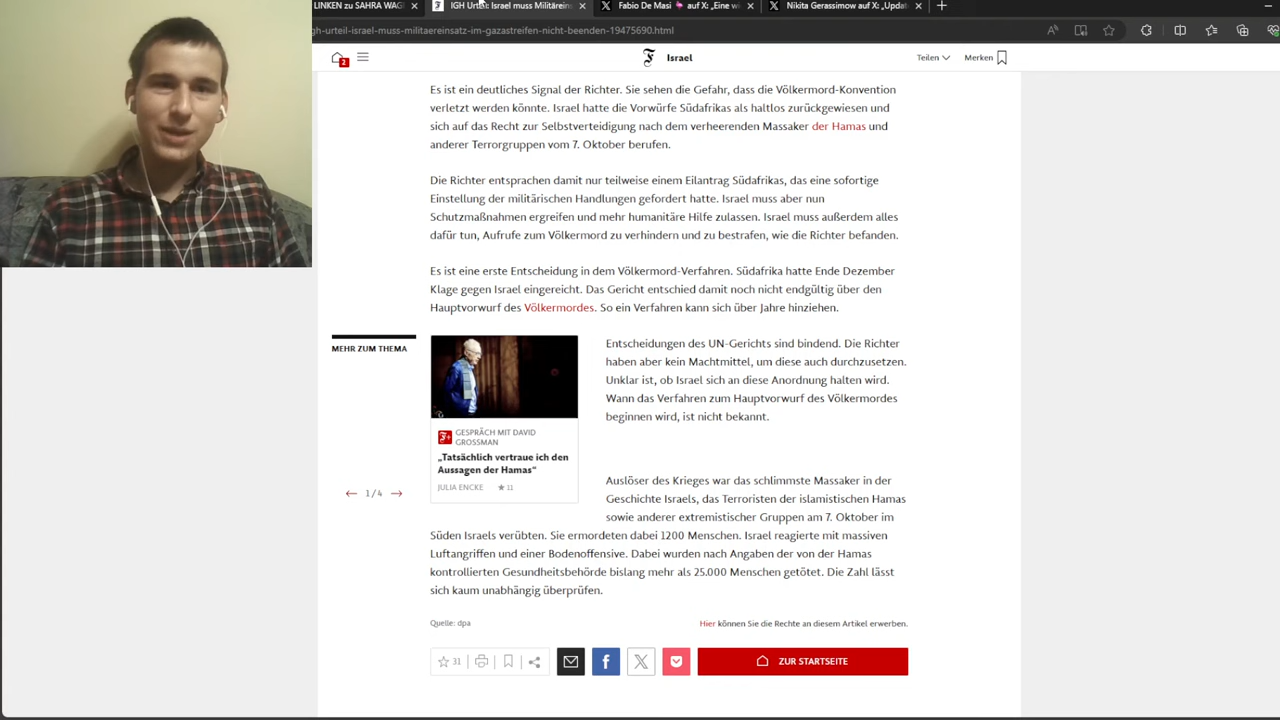 LINKEN zu SAHRA WAG
IGH Urteil Israel muss Militärein
Fabio De Masi auf X: „Eine wi
Nikita Gerassimow auf X: „Updat
gh-urteil-israel-muss-militaereinsatz-im-gazastreifen-nicht-beenden-19475690.html
2
Israel
Teilen
Merken
Es ist ein deutliches Signal der Richter. Sie sehen die Gefahr, dass die Völkermord-Konvention
verletzt werden könnte. Israel hatte die Vorwürfe Südafrikas als haltlos zurückgewiesen und
sich auf das Recht zur Selbstverteidigung nach dem verheerenden Massaker der Hamas und
anderer Terrorgruppen vom 7. Oktober berufen.
Die Richter entsprachen damit nur teilweise einem Eilantrag Südafrikas, das eine sofortige
Einstellung der militärischen Handlungen gefordert hatte. Israel muss aber nun
Schutzmaßnahmen ergreifen und mehr humanitäre Hilfe zulassen. Israel muss außerdem alles
dafür tun, Aufrufe zum Völkermord zu verhindern und zu bestrafen, wie die Richter befanden.
Es ist eine erste Entscheidung in dem Völkermord-Verfahren. Südafrika hatte Ende Dezember
Klage gegen Israel eingereicht. Das Gericht entschied damit noch nicht endgültig über den
Hauptvorwurf des Völkermordes. So ein Verfahren kann sich über Jahre hinziehen.
MEHR ZUM THEMA
1 / 4
F+
GESPRÄCH MIT DAVID
GROSSMAN
„Tatsächlich vertraue ich den
Aussagen der Hamas“
JULIA ENCKE
11
Entscheidungen des UN-Gerichts sind bindend. Die Richter
haben aber kein Machtmittel, um diese auch durchzusetzen.
Unklar ist, ob Israel sich an diese Anordnung halten wird.
Wann das Verfahren zum Hauptvorwurf des Völkermordes
beginnen wird, ist nicht bekannt.
Auslöser des Krieges war das schlimmste Massaker in der
Geschichte Israels, das Terroristen der islamistischen Hamas
sowie anderer extremistischer Gruppen am 7. Oktober im
Süden Israels verübten. Sie ermordeten dabei 1200 Menschen. Israel reagierte mit massiven
Luftangriffen und einer Bodenoffensive. Dabei wurden nach Angaben der von der Hamas
kontrollierten Gesundheitsbehörde bislang mehr als 25.000 Menschen getötet. Die Zahl lässt
sich kaum unabhängig überprüfen.
Quelle: dpa
Hier können Sie die Rechte an diesem Artikel erwerben.
31
ZUR STARTSEITE